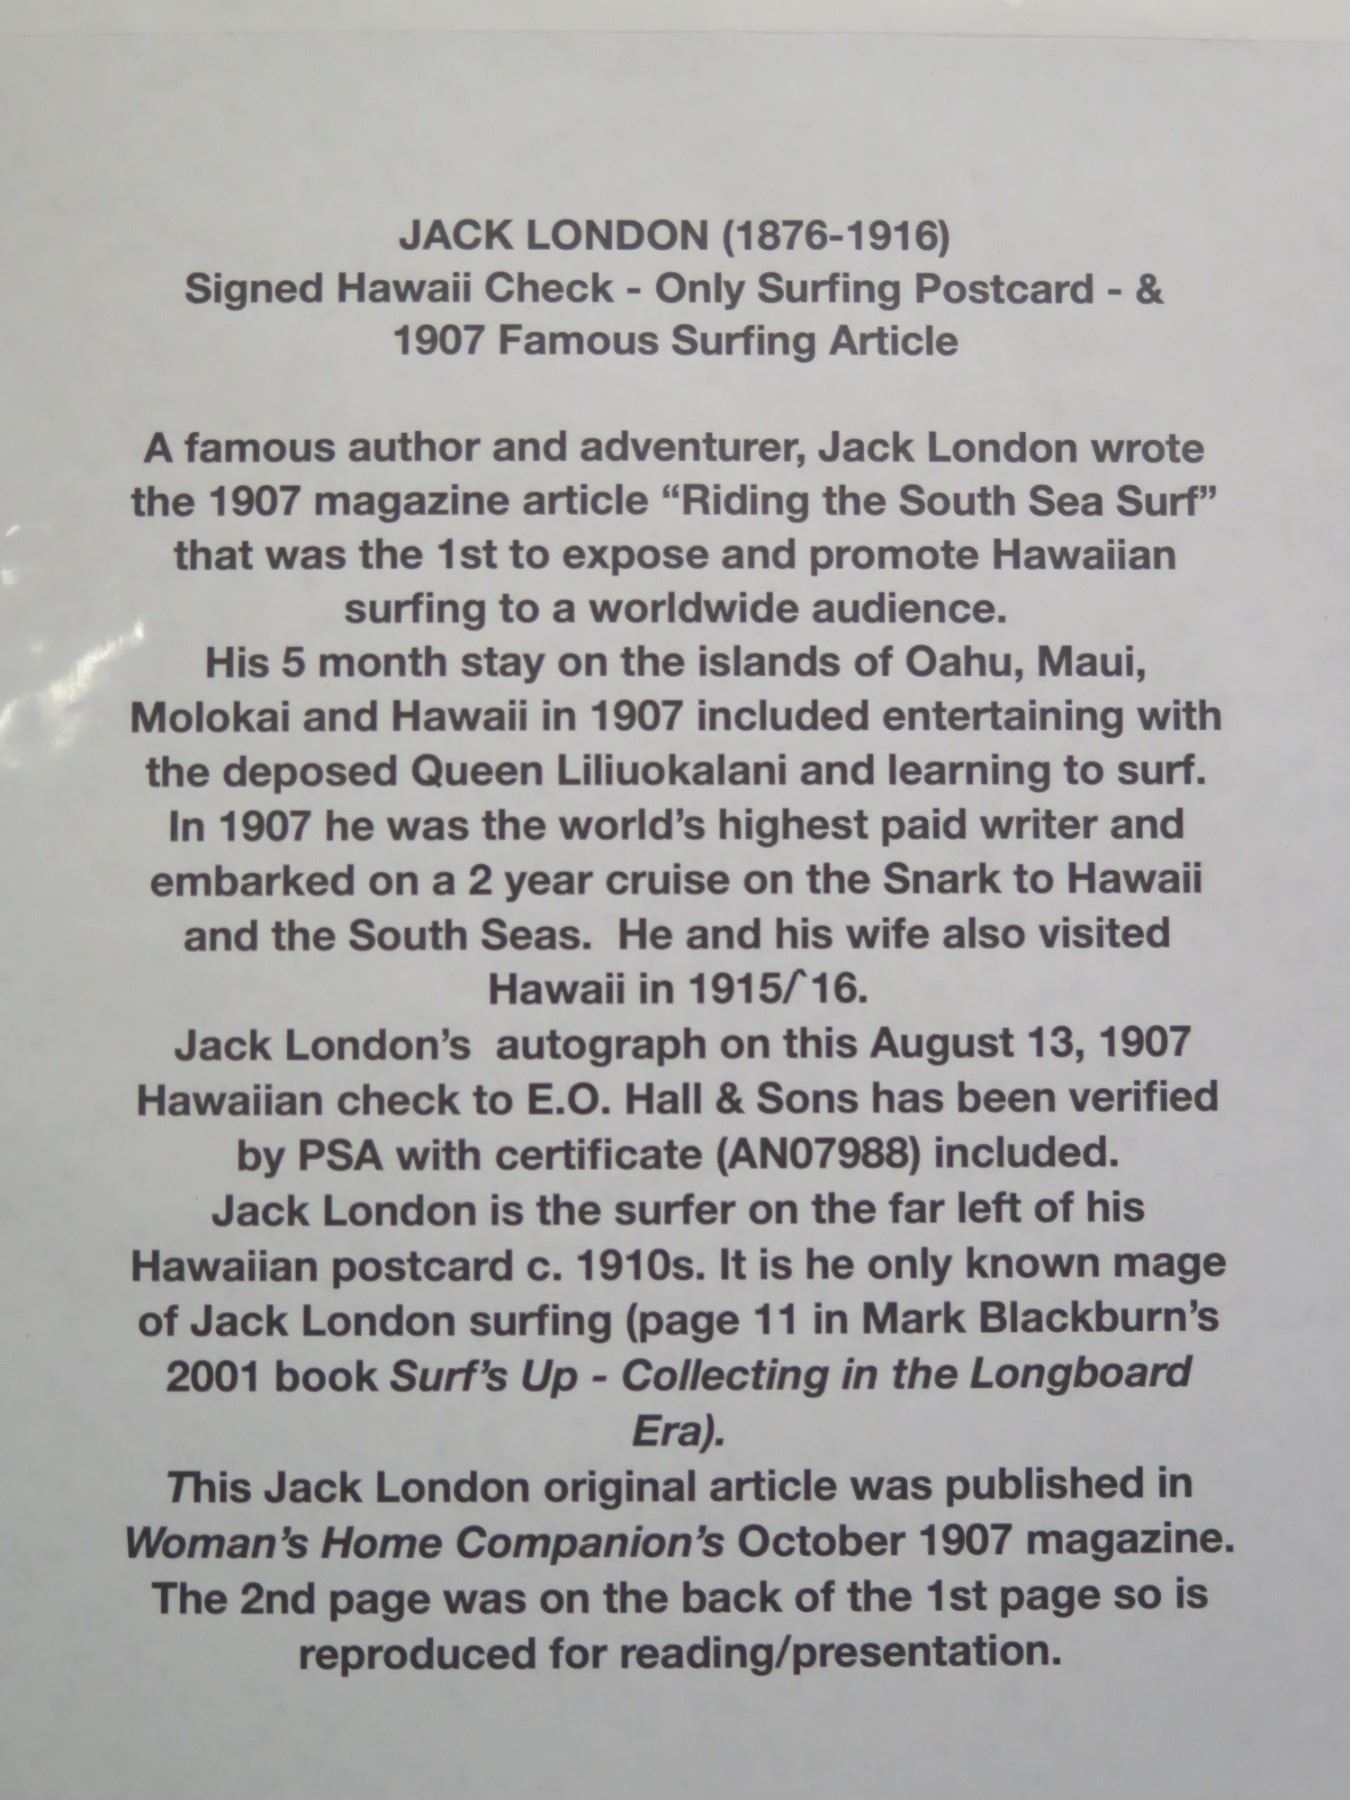 JACK LONDON (1876-1916)
Signed Hawaii Check - Only Surfing Postcard - &
1907 Famous Surfing Article
A famous author and adventurer, Jack London wrote
the 1907 magazine article “Riding the South Sea Surf”
that was the 1st to expose and promote Hawaiian
surfing to a worldwide audience.
His 5 month stay on the islands of Oahu, Maui,
Molokai and Hawaii in 1907 included entertaining with
the deposed Queen Liliuokalani and learning to surf.
In 1907 he was the world’s highest paid writer and
embarked on a 2 year cruise on the Snark to Hawaii
and the South Seas.  He and his wife also visited
Hawaii in 1915/`16.
Jack London’s  autograph on this August 13, 1907
Hawaiian check to E.O. Hall & Sons has been verified
by PSA with certificate (AN07988) included.
Jack London is the surfer on the far left of his
Hawaiian postcard c. 1910s. It is he only known mage
of Jack London surfing (page 11 in Mark Blackburn’s
2001 book Surf’s Up - Collecting in the Longboard
Era).
This Jack London original article was published in
Woman’s Home Companion’s October 1907 magazine.
The 2nd page was on the back of the 1st page so is
reproduced for reading/presentation.